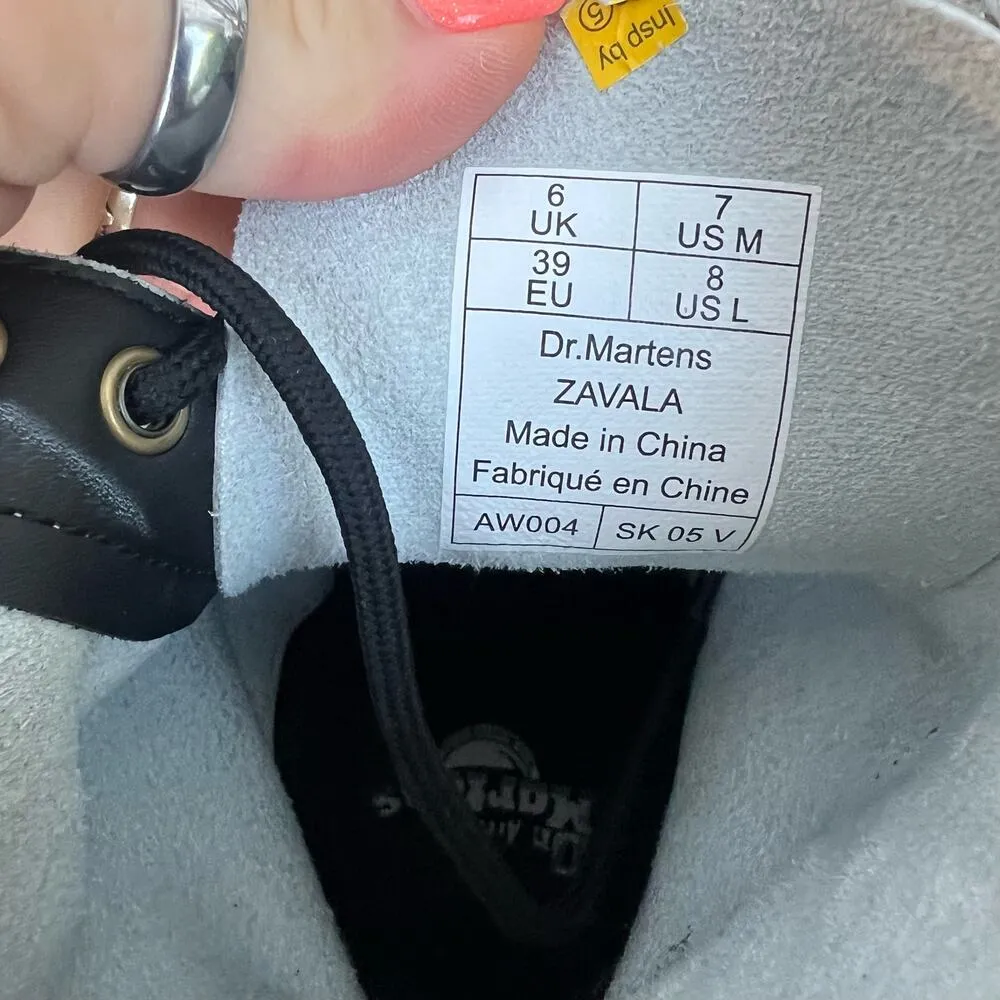 Insp by
5
6
UK
7
US M
39
EU
8
US L
Dr.Martens
ZAVALA
Made in China
Fabriqué en Chine
AW004
SK 05 V